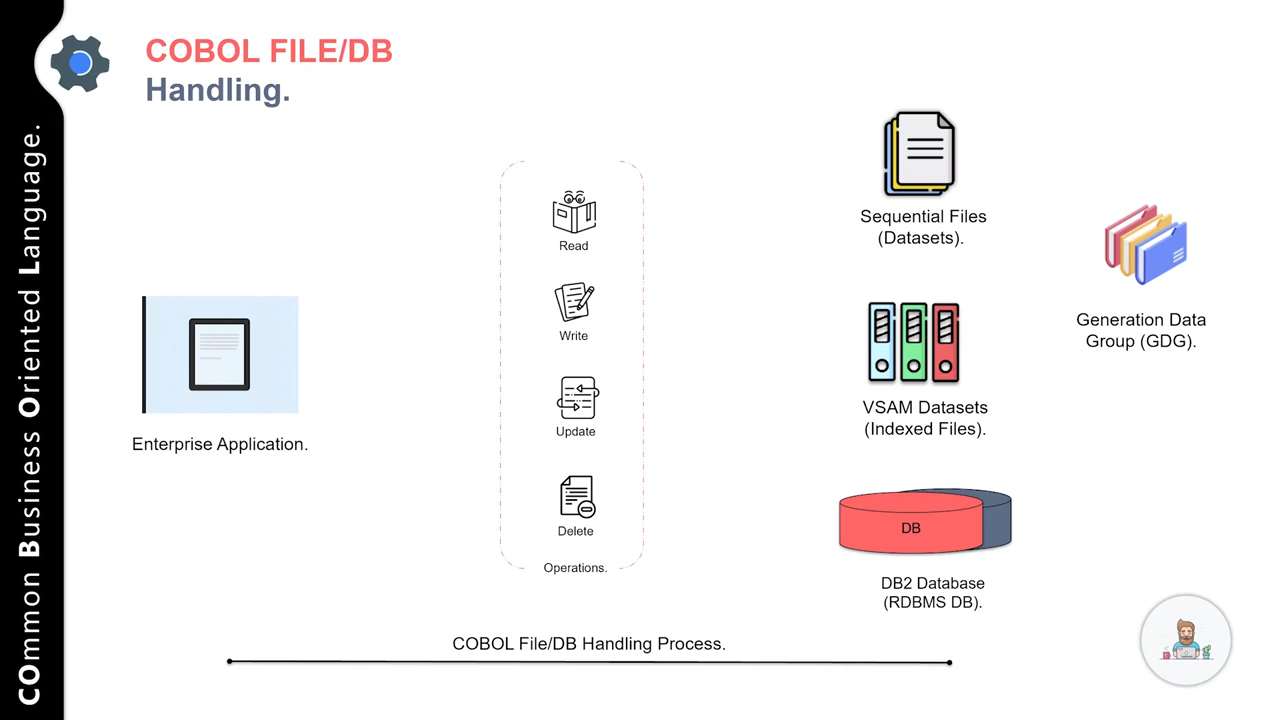 COmmon Business Oriented Language.
COBOL FILE/DB
Handling.
Enterprise Application.
Read
Write
Update
Delete
Operations.
Sequential Files
(Datasets).
VSAM Datasets
(Indexed Files).
DB
DB2 Database
(RDBMS DB).
Generation Data
Group (GDG).
COBOL File/DB Handling Process.